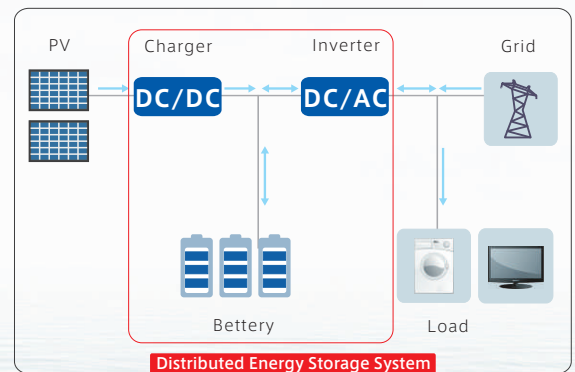 PV
Charger
Inverter
Grid
DC/DC
DC/AC
Bettery
Load
Distributed Energy Storage System